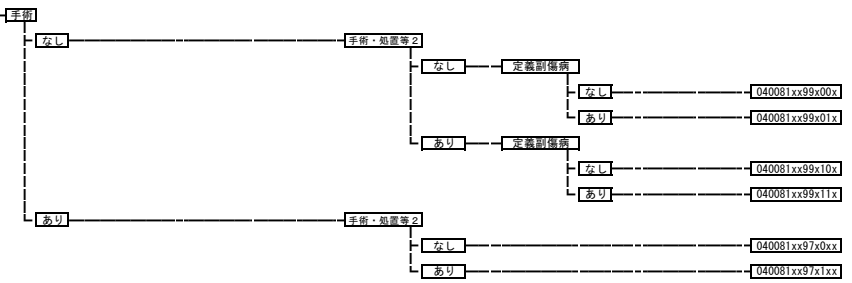 手術
なし 手術・処置等２
なし 定義副傷病
なし 040081xx99x00x
あり 040081xx99x01x
あり 定義副傷病
なし 040081xx99x10x
あり 040081xx99x11x
あり 手術・処置等２
なし 040081xx97x0xx
あり 040081xx97x1xx